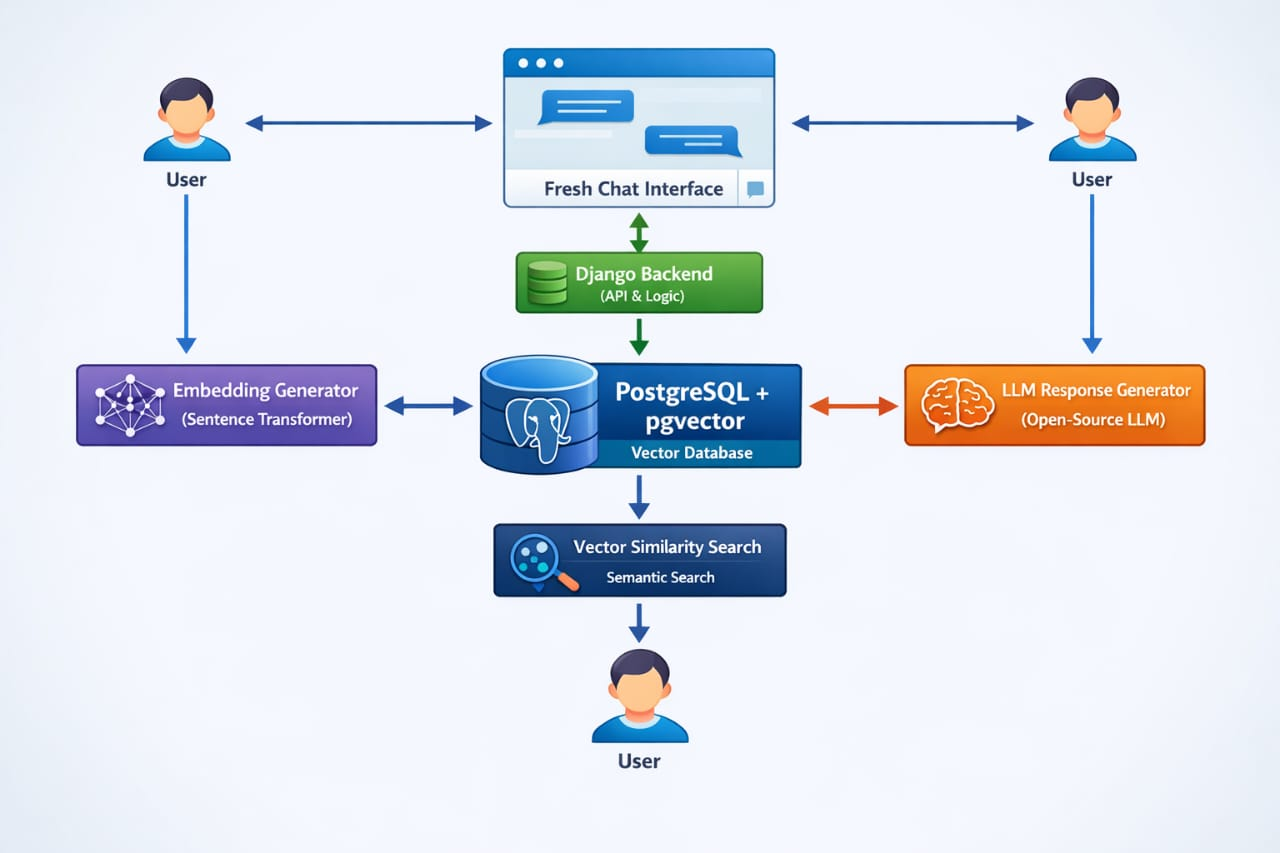 User
Fresh Chat Interface
User
Django Backend
(API & Logic)
Embedding Generator
(Sentence Transformer)
PostgreSQL +
pgvector
Vector Database
LLM Response Generator
(Open-Source LLM)
Vector Similarity Search
Semantic Search
User